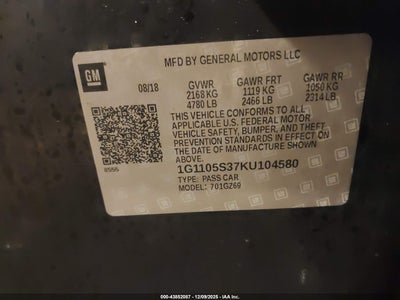 MFD BY GENERAL MOTORS LLC
GM
08/18
GVWR
2168 KG
4780 LB
GAWR FRT
1119 KG
2466 LB
GAWR RR
1050 KG
2314 LB
THIS VEHICLE CONFORMS TO ALL
APPLICABLE U.S. FEDERAL MOTOR
VEHICLE SAFETY, BUMPER, AND THEFT
PREVENTION STANDARDS IN EFFECT ON
THE DATE OF MANUFACTURE SHOWN ABOVE.
1G1105S37KU104580
TYPE: PASS CAR
MODEL: 701GZ69
000-43852087 - 12/09/2025 - www.iaai.com